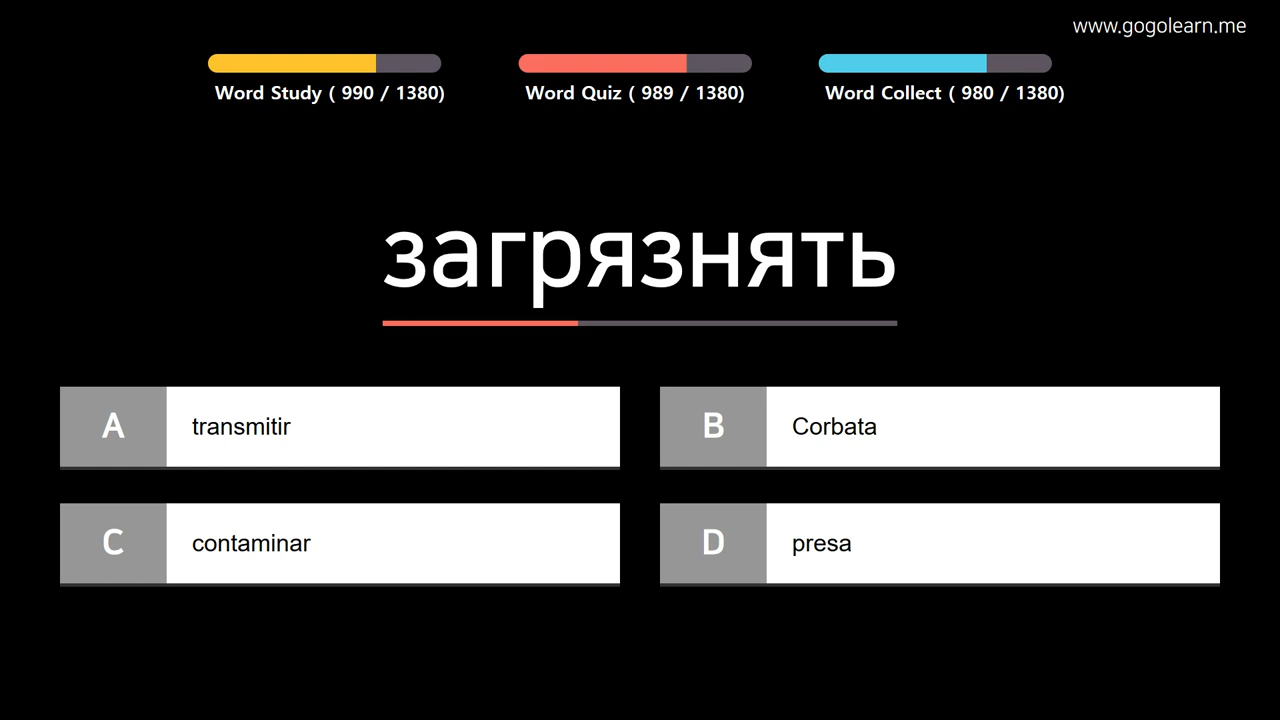 www.gogolearn.me
Word Study ( 990 / 1380)
Word Quiz ( 989 / 1380)
Word Collect ( 980 / 1380)
загрязнять
A transmitir
B Corbata
C contaminar
D presa